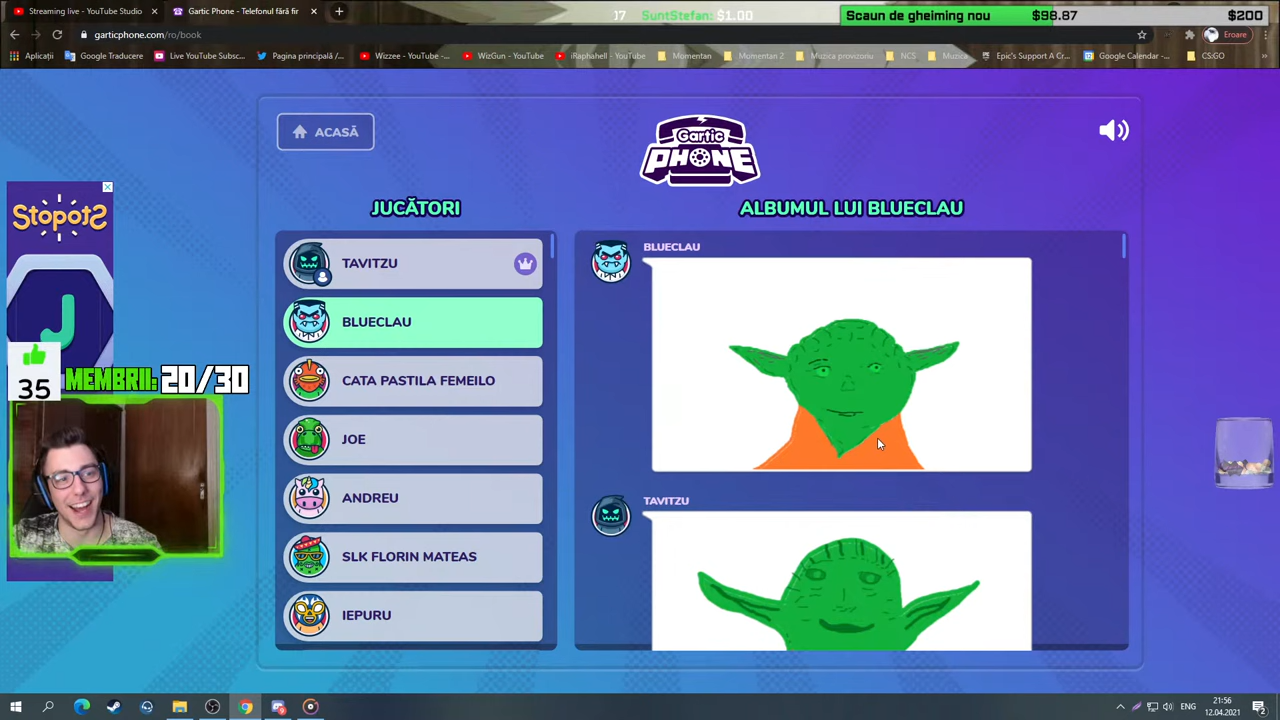 Streaming live - YouTube Studio
Gartic Phone - Telefonul fără fir
J7 SuntStefan: $1.00
Scaun de gheiming nou $98.87 $200
garticphone.com/ro/book
Eroare
Aplicații
Google Traducere
Live YouTube Subsc...
Pagina principală /...
Wizzee - YouTube -...
WizGun - YouTube
iRaphahell - YouTube
Momentan
Momentan 2
Muzica provizoriu
NCS
Muzica
Epic's Support A Cr...
Google Calendar -...
CS:GO
ACASĂ
Gartic
PHONE
JUCĂTORI
ALBUMUL LUI BLUECLAU
StopotS
J
TAVITZU
BLUECLAU
CATA PASTILA FEMEILO
JOE
ANDREU
SLK FLORIN MATEAS
IEPURU
BLUECLAU
TAVITZU
35
MEMBRII: 20/30
ENG
21:56
12.04.2021
2